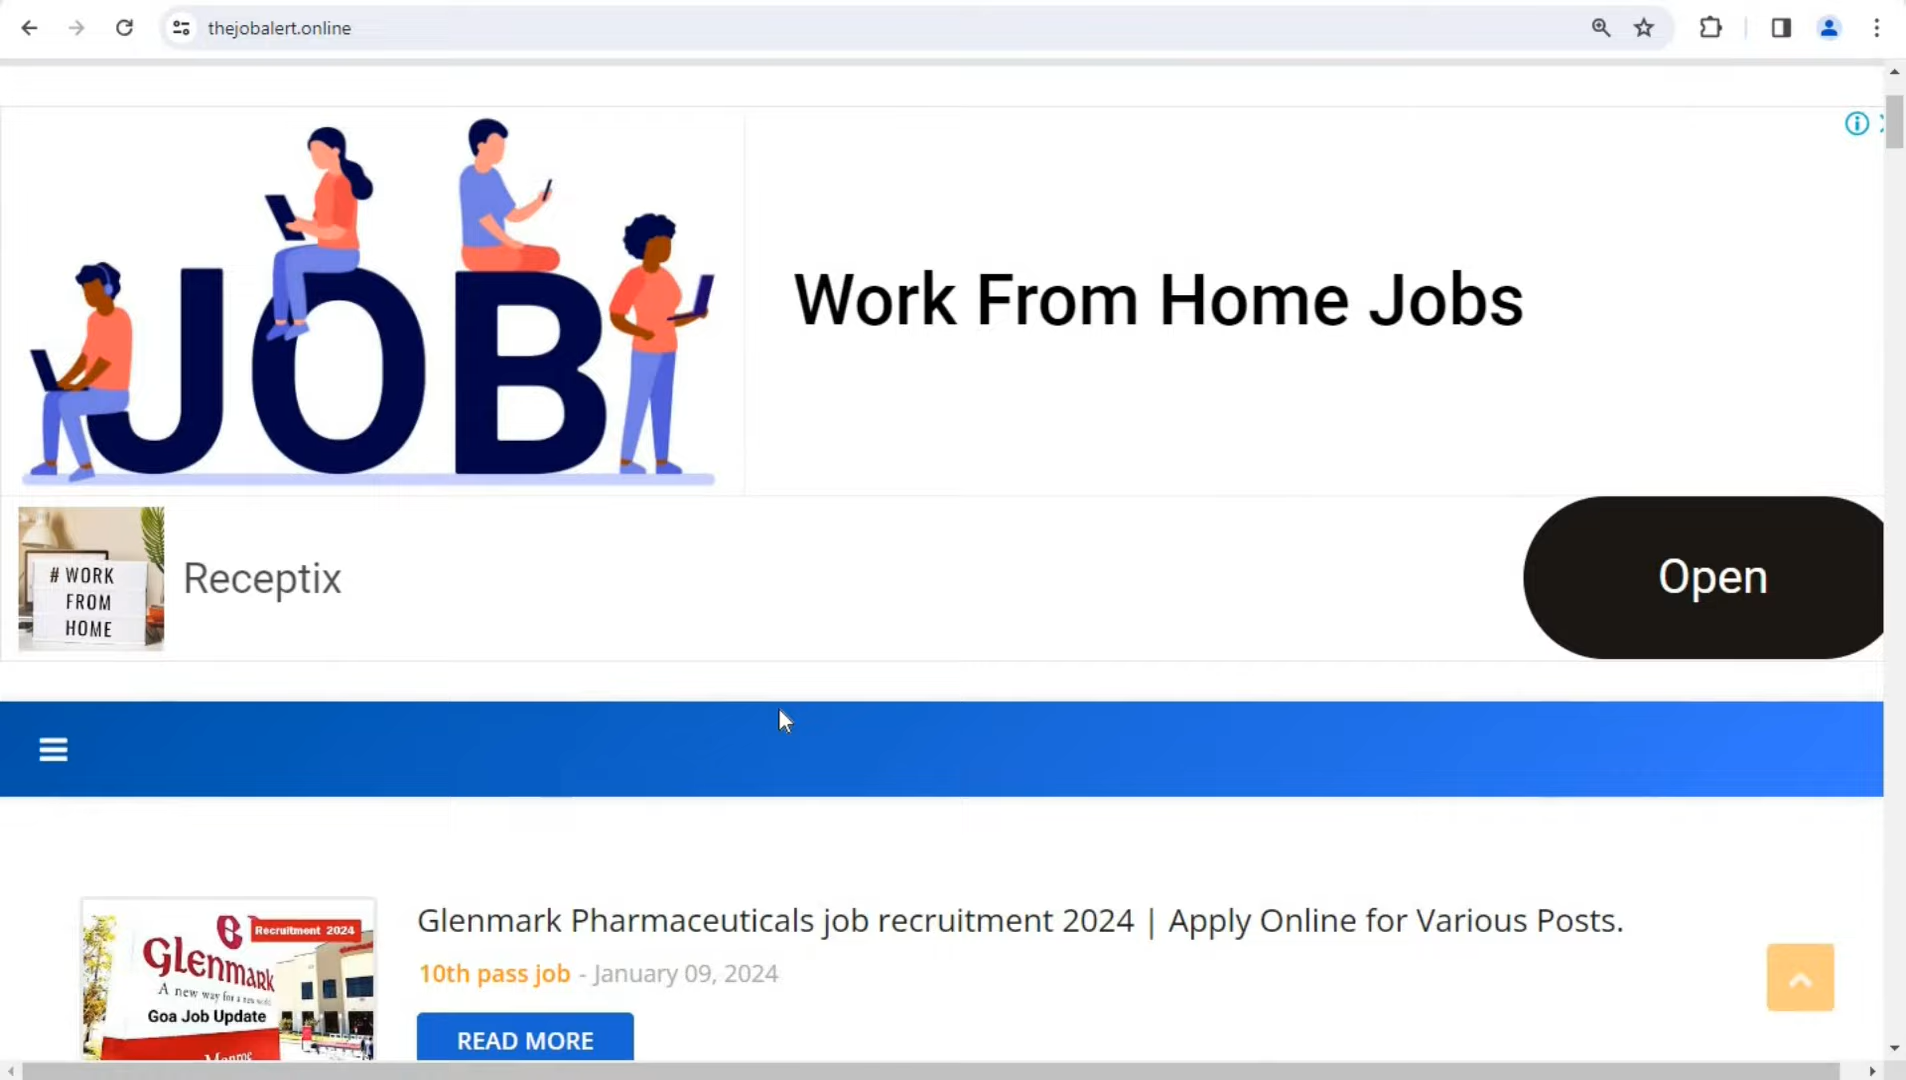 thejobalert.online
JOB
Work From Home Jobs
# WORK
FROM
HOME
Receptix
Open
Glenmark Pharmaceuticals job recruitment 2024 | Apply Online for Various Posts.
10th pass job - January 09, 2024
READ MORE
Recruitment 2024
Glenmark
A new way for a new world
Goa Job Update
Monroe